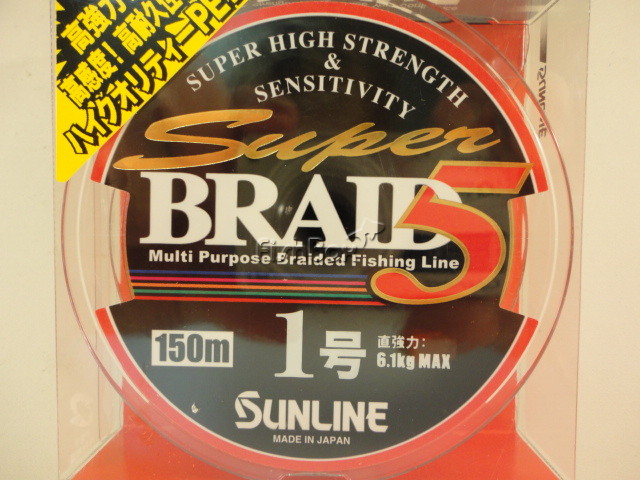 高強力
高感度!高耐久性
ハイクオリティーPE
SUPER HIGH STRENGTH
&
SENSITIVITY
Super
BRAID 5
Multi Purpose Braided Fishing Line
150m
1号
直強力:
6.1kg MAX
SUNLINE
MADE IN JAPAN